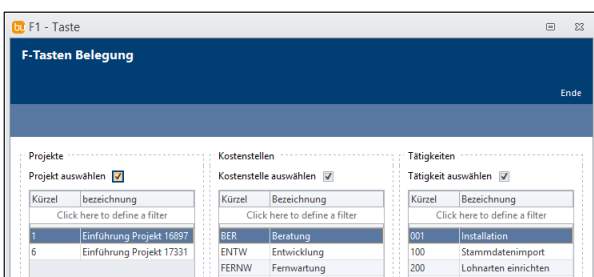 bu F1 - Taste
F-Tasten Belegung
Ende
Projekte
Projekt auswählen
Kürzel bezeichnung
Click here to define a filter
1 Einführung Projekt 16897
6 Einführung Projekt 17331
Kostenstellen
Kostenstelle auswählen
Kürzel Bezeichnung
Click here to define a filter
BER Beratung
ENTW Entwicklung
FERNW Fernwartung
Tätigkeiten
Tätigkeit auswählen
Kürzel Bezeichnung
Click here to define a filter
001 Installation
100 Stammdatenimport
200 Lohnarten einrichten